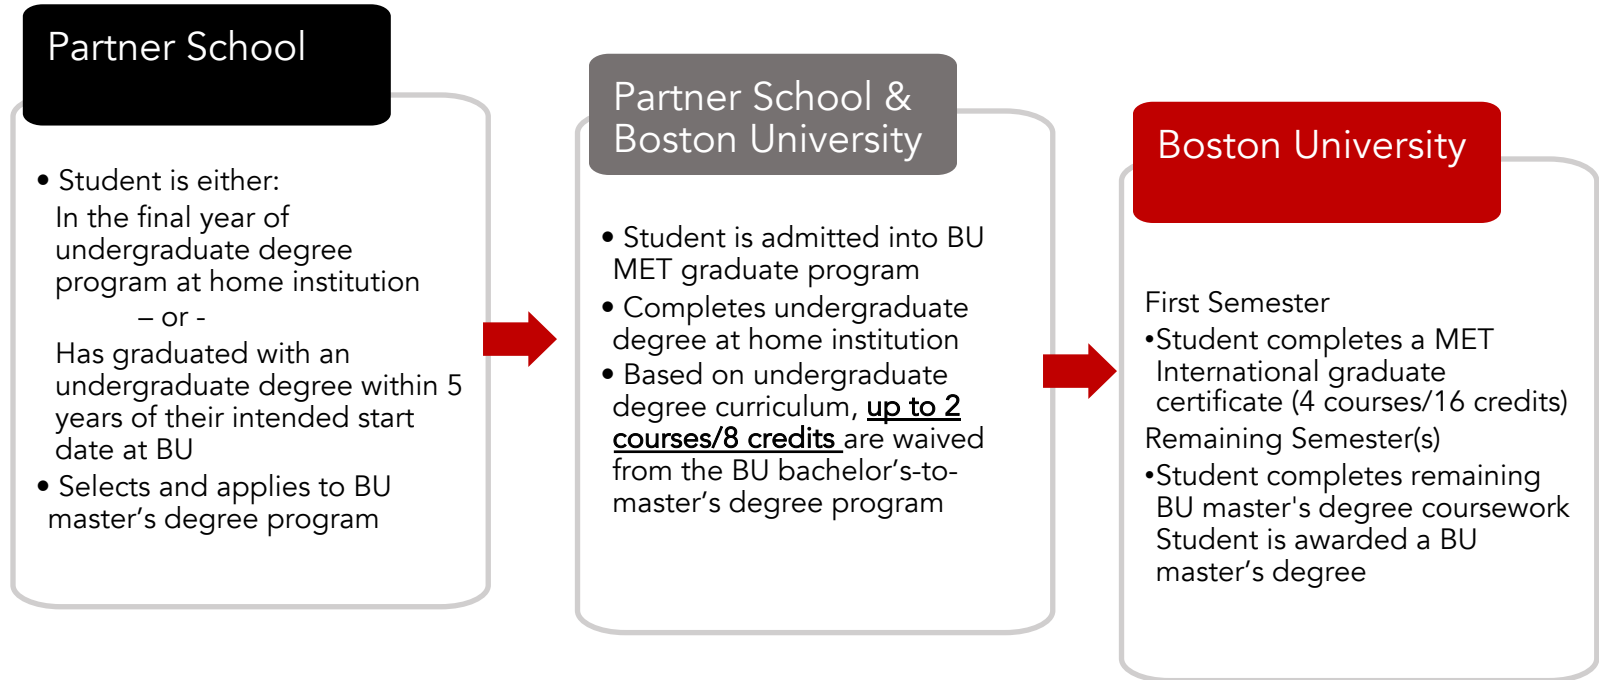 Partner School
• Student is either:
In the final year of
undergraduate degree
program at home institution
– or -
Has graduated with an
undergraduate degree within 5
years of their intended start
date at BU
• Selects and applies to BU
master’s degree program
Partner School &
Boston University
• Student is admitted into BU
MET graduate program
• Completes undergraduate
degree at home institution
• Based on undergraduate
degree curriculum, up to 2
courses/8 credits are waived
from the BU bachelor’s-to-
master’s degree program
Boston University
First Semester
•Student completes a MET
International graduate
certificate (4 courses/16 credits)
Remaining Semester(s)
•Student completes remaining
BU master's degree coursework
Student is awarded a BU
master’s degree